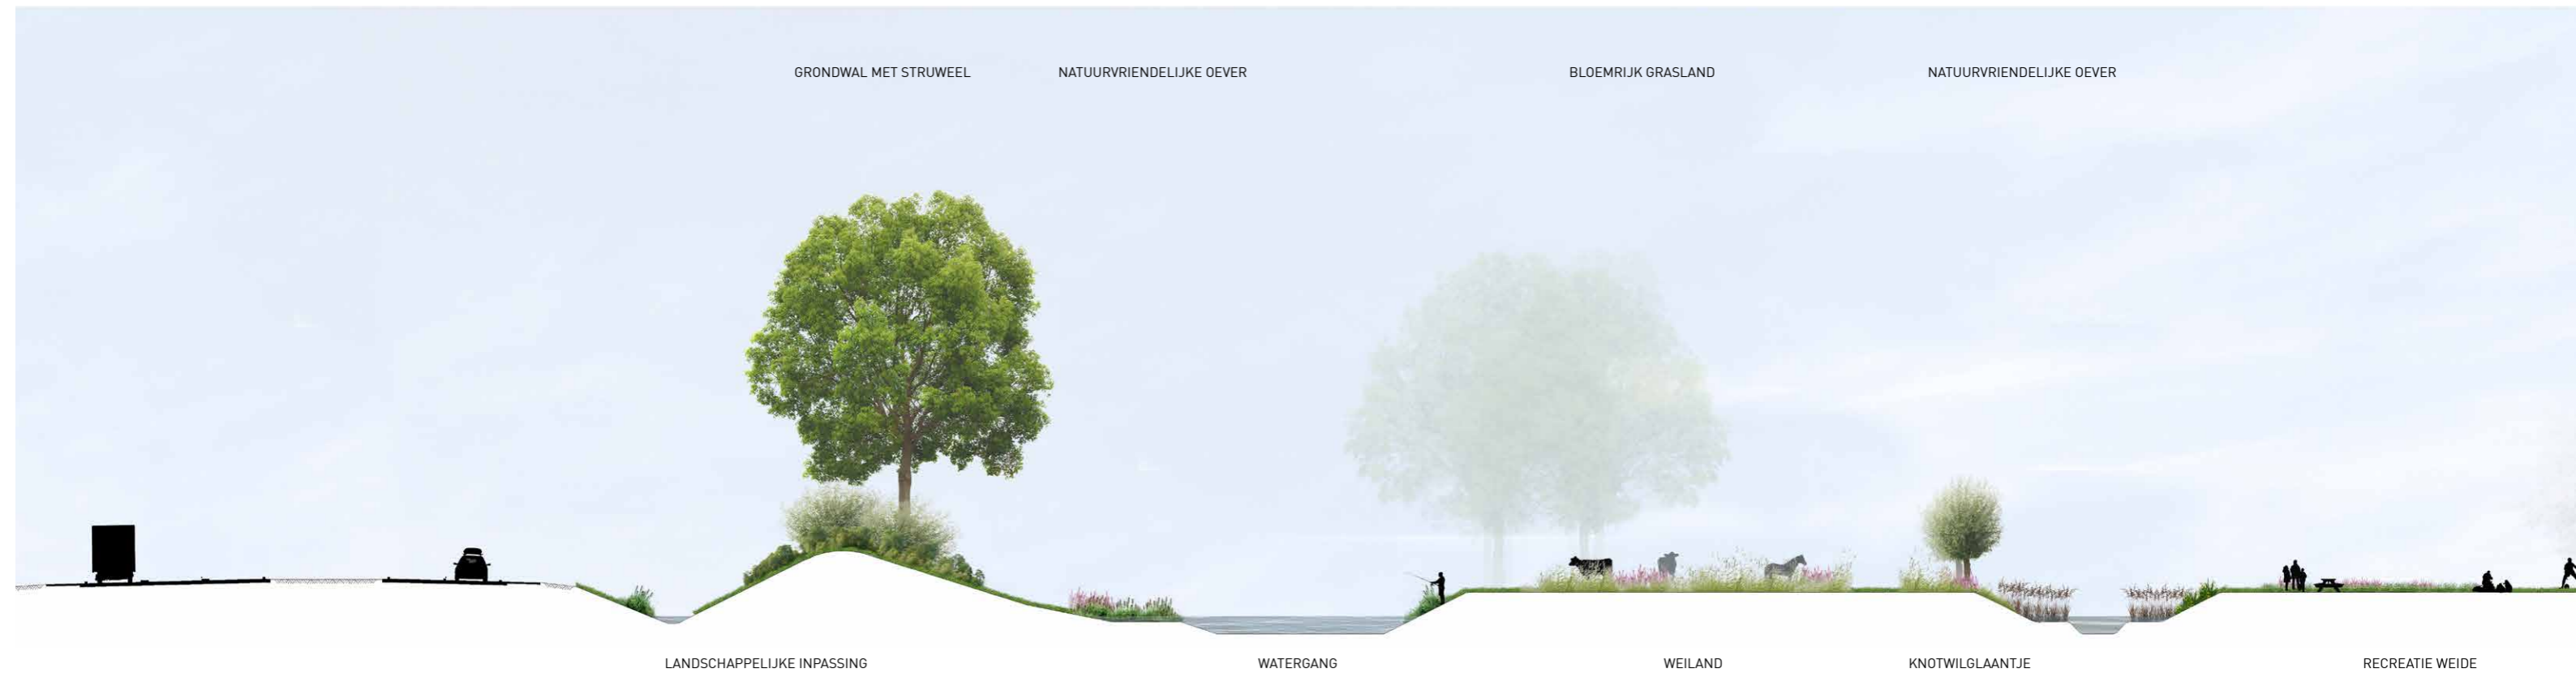 GRONDWAL MET STRUWEEL
NATUURVRIENDELIJKE OEVER
BLOEMRIJK GRASLAND
NATUURVRIENDELIJKE OEVER
LANDSCHAPPELIJKE INPASSING
WATERGANG
WEILAND
KNOTWILGLAANTJE
RECREATIE WEIDE